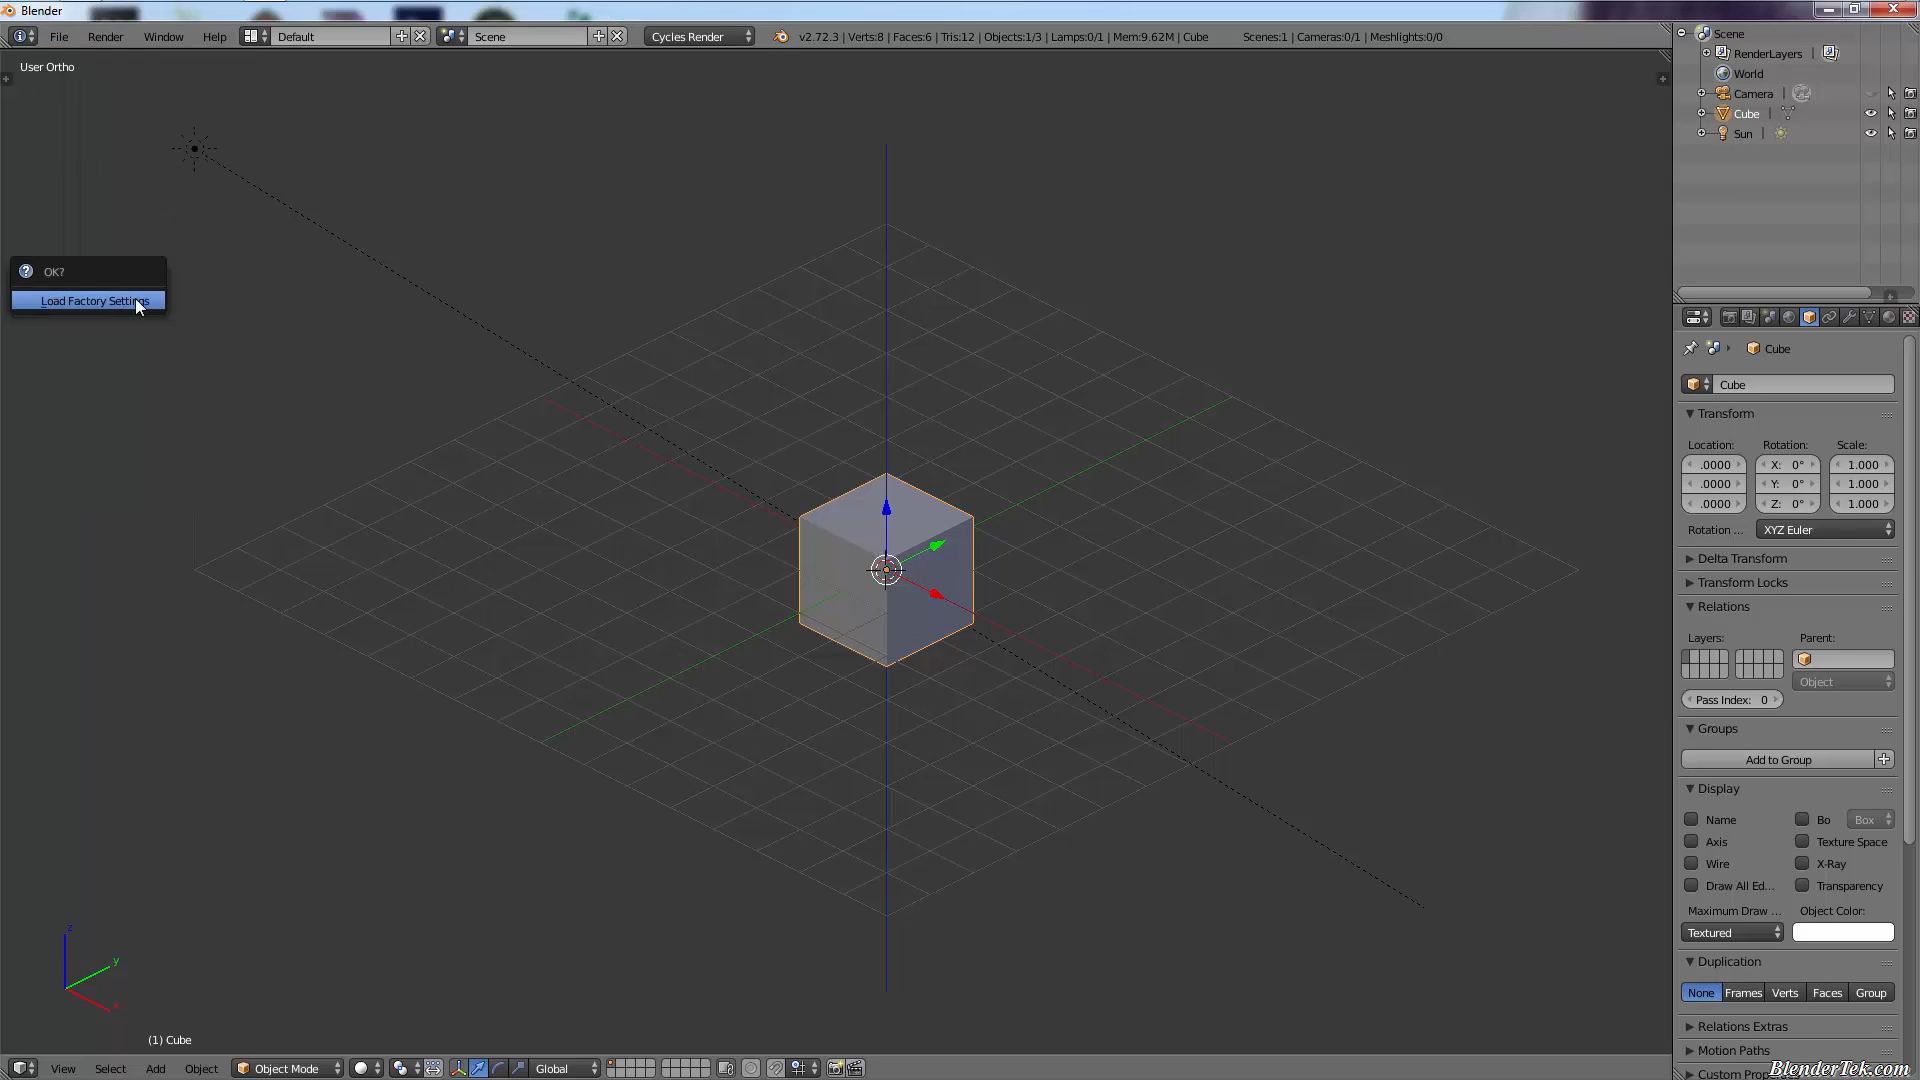 Blender
File Render Window Help Default Scene Cycles Render v2.72.3 | Verts:8 | Faces:6 | Tris:12 | Objects:1/3 | Lamps:0/1 | Mem:9.62M | Cube Scenes:1 | Cameras:0/1 | Meshlights:0/0
User Ortho
OK?
Load Factory Settings
z
y
x
(1) Cube
View Select Add Object Object Mode Global
Scene
RenderLayers |
World
Camera |
Cube |
Sun |
Cube
Cube
Transform
Location: Rotation: Scale:
.0000 X: 0° 1.000
.0000 Y: 0° 1.000
.0000 Z: 0° 1.000
Rotation ... XYZ Euler
Delta Transform
Transform Locks
Relations
Layers: Parent:
Object
Pass Index: 0
Groups
Add to Group
Display
Name Bo Box
Axis Texture Space
Wire X-Ray
Draw All Ed... Transparency
Maximum Draw ... Object Color:
Textured
Duplication
None Frames Verts Faces Group
Relations Extras
Motion Paths
Custom
BlenderTek.com